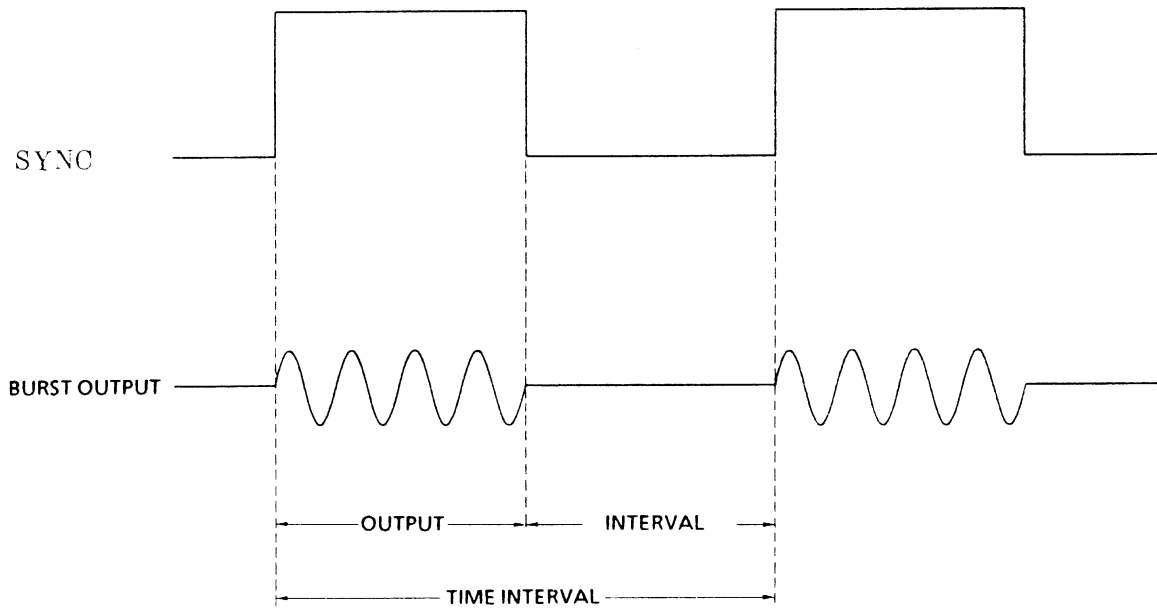 SYNC
BURST OUTPUT
OUTPUT
INTERVAL
TIME INTERVAL